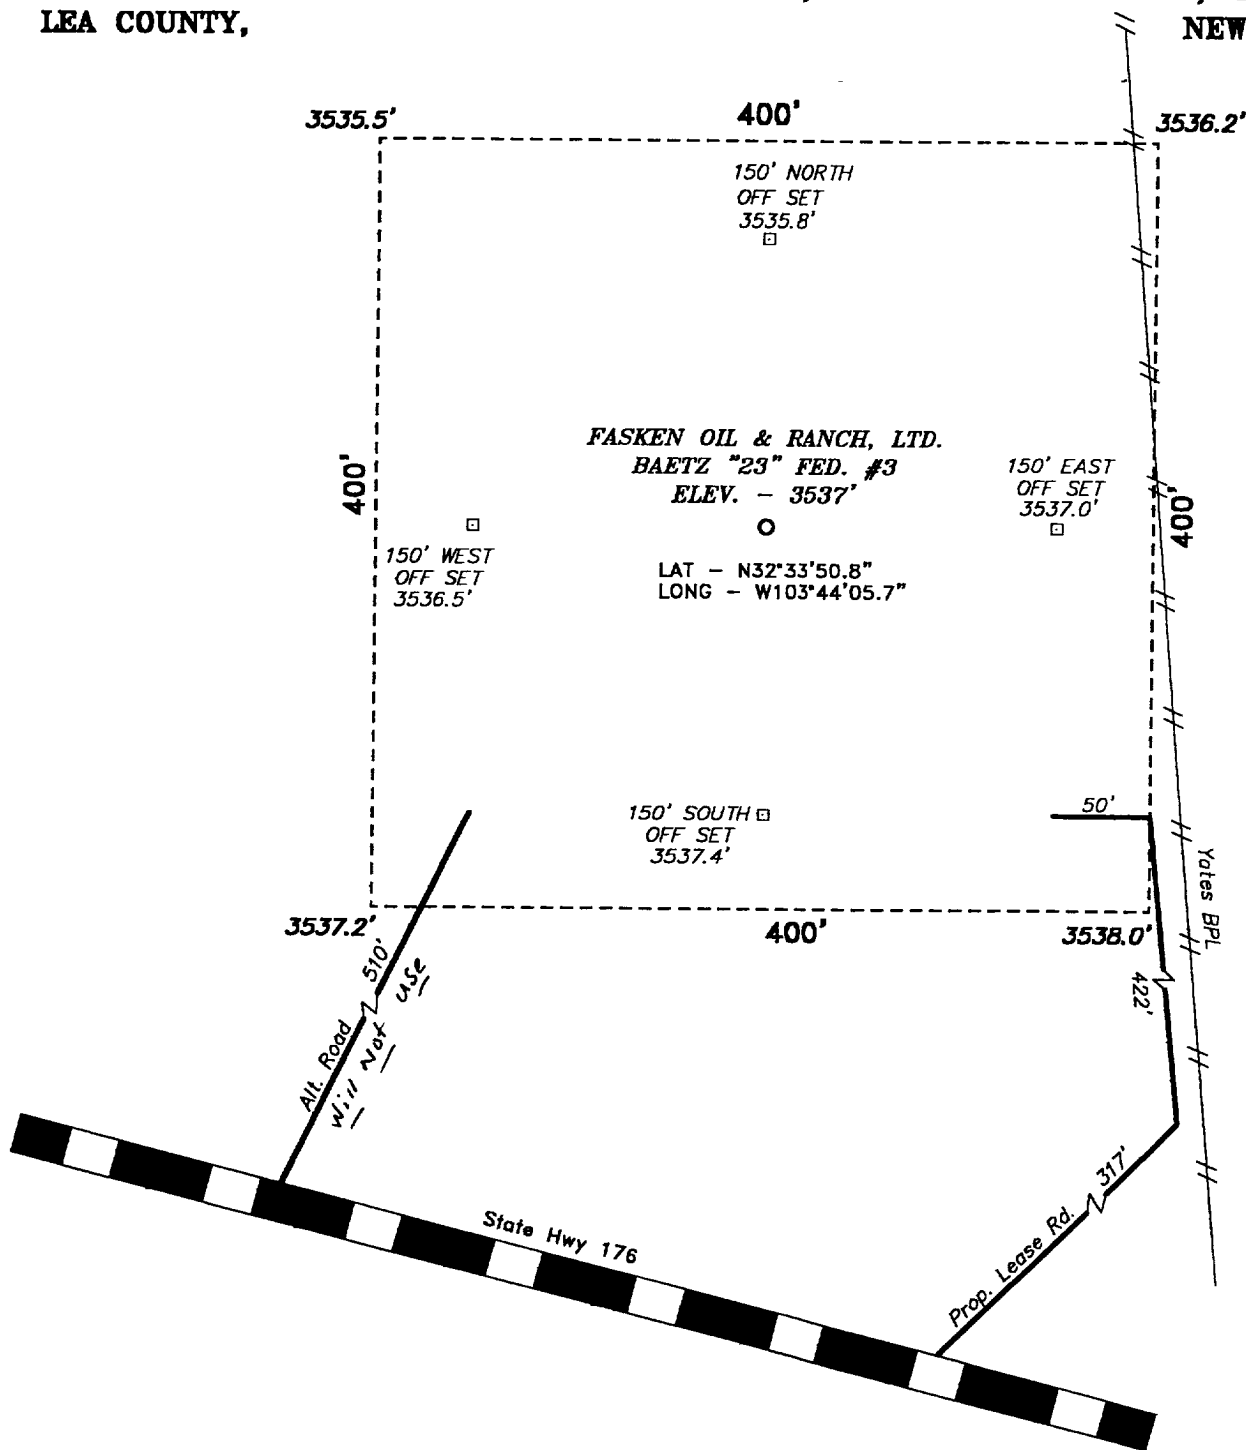 LEA COUNTY,
NEW
3535.5'
400'
3536.2'
150' NORTH
OFF SET
3535.8'
FASKEN OIL & RANCH, LTD.
BAETZ "23" FED. #3
ELEV. - 3537'
400'
150' EAST
OFF SET
3537.0'
400'
150' WEST
OFF SET
3536.5'
LAT - N32°33'50.8"
LONG - W103°44'05.7"
150' SOUTH
OFF SET
3537.4'
50'
Yates BPL
3537.2'
400'
3538.0'
510'
422'
Alt. Road
Will Not Use
317'
Prop. Lease Rd.
State Hwy 176